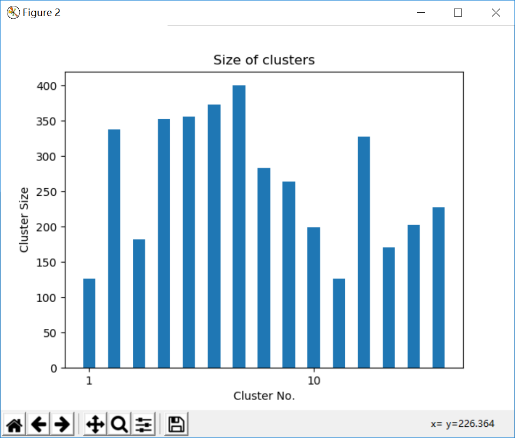 Figure 2
Size of clusters
400
350
300
250
200
150
100
50
0
Cluster Size
1 10
Cluster No.
x= y=226.364